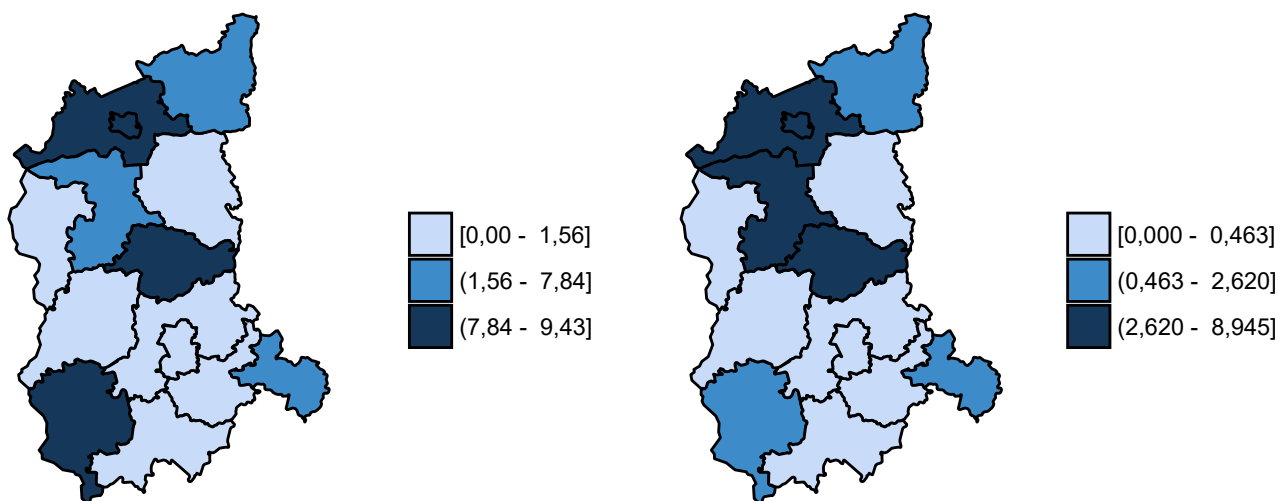 [0,00 - 1,56]
(1,56 - 7,84]
(7,84 - 9,43]
[0,000 - 0,463]
(0,463 - 2,620]
(2,620 - 8,945]